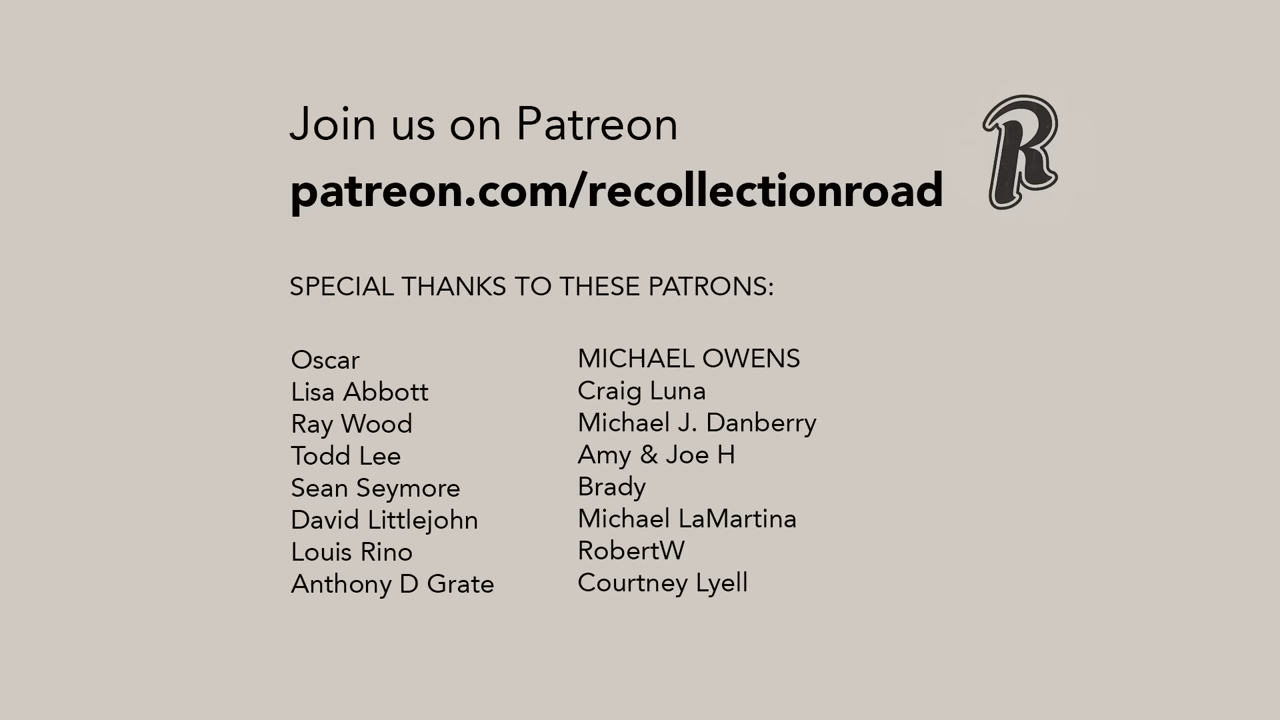 Join us on Patreon
patreon.com/recollectionroad
R
SPECIAL THANKS TO THESE PATRONS:
Oscar
Lisa Abbott
Ray Wood
Todd Lee
Sean Seymore
David Littlejohn
Louis Rino
Anthony D Grate
MICHAEL OWENS
Craig Luna
Michael J. Danberry
Amy & Joe H
Brady
Michael LaMartina
RobertW
Courtney Lyell